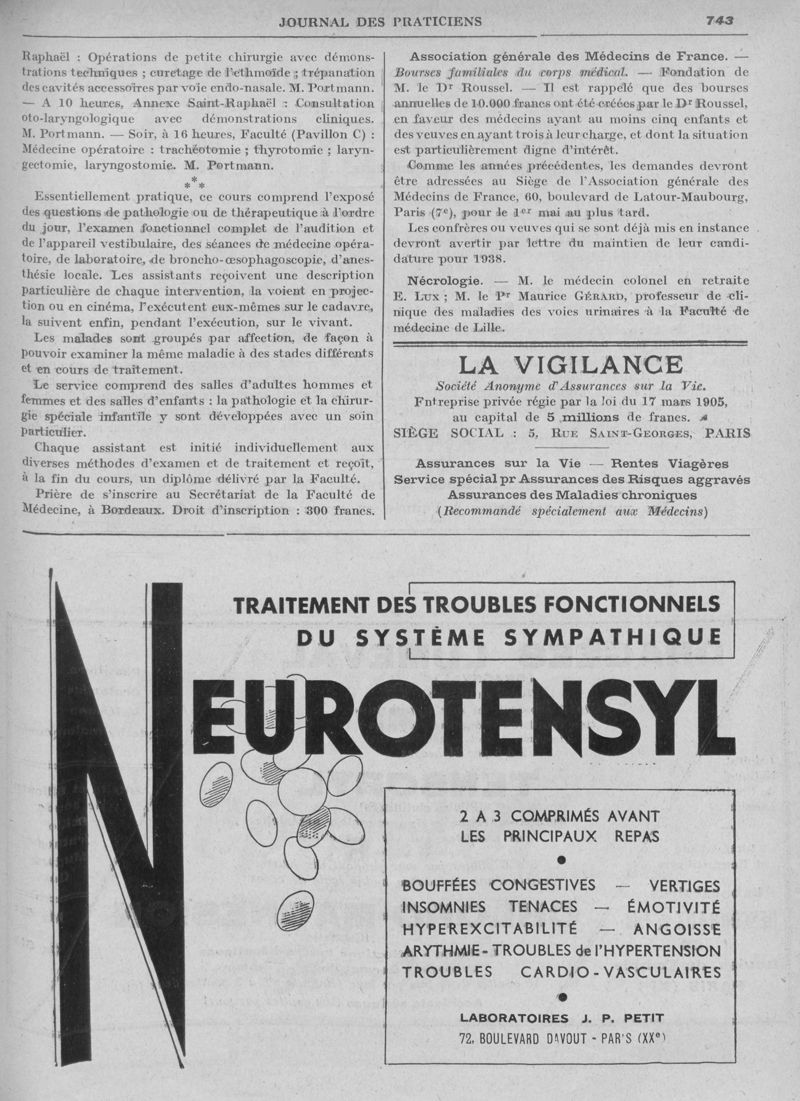 JOURNAL DES PRATICIENS 743
Raphaël : Opérations de petite chirurgie avec démons-
trations techniques ; curetage de l'ethmoïde ; trépanation
des cavités accessoires par voie endo-nasale. M. Portmann.
— A 10 heures, Annexe Saint-Raphaël : Consultation
oto-laryngologique avec démonstrations cliniques.
M. Portmann. — Soir, à 16 heures, Faculté (Pavillon C) :
Médecine opératoire : trachéotomie ; thyrotomie ; laryn-
gectomie, laryngostomie. M. Portmann.
***
Essentiellement pratique, ce cours comprend l'exposé
des questions de pathologie ou de thérapeutique à l'ordre
du jour, l'examen fonctionnel complet de l'audition et
de l'appareil vestibulaire, des séances de médecine opéra-
toire, de laboratoire, de broncho-œsophagoscopie, d'anes-
thésie locale. Les assistants reçoivent une description
particulière de chaque intervention, la voient en projec-
tion ou en cinéma, l'exécutent eux-mêmes sur le cadavre,
la suivent enfin, pendant l'exécution, sur le vivant.
Les malades sont groupés par affection, de façon à
pouvoir examiner la même maladie à des stades différents
et en cours de traitement.
Le service comprend des salles d'adultes hommes et
femmes et des salles d'enfants : la pathologie et la chirur-
gie spéciale infantile y sont développées avec un soin
particulier.
Chaque assistant est initié individuellement aux
diverses méthodes d'examen et de traitement et reçoit,
à la fin du cours, un diplôme délivré par la Faculté.
Prière de s'inscrire au Secrétariat de la Faculté de
Médecine, à Bordeaux. Droit d'inscription : 300 francs.
Association générale des Médecins de France. —
Bourses familiales du corps médical. — Fondation de
M. le Dr Roussel. — Il est rappelé que des bourses
annuelles de 10.000 francs ont été créées par le Dr Roussel,
en faveur des médecins ayant au moins cinq enfants et
des veuves en ayant trois à leur charge, et dont la situation
est particulièrement digne d'intérêt.
Comme les années précédentes, les demandes devront
être adressées au Siège de l'Association générale des
Médecins de France, 60, boulevard de Latour-Maubourg,
Paris (7e), pour le 1er mai au plus tard.
Les confrères ou veuves qui se sont déjà mis en instance
devront avertir par lettre du maintien de leur candi-
dature pour 1938.
Nécrologie. — M. le médecin colonel en retraite
E. LUX ; M. le Pr Maurice GÉRARD, professeur de cli-
nique des maladies des voies urinaires à la Faculté de
médecine de Lille.
LA VIGILANCE
Société Anonyme d'Assurances sur la Vie.
Entreprise privée régie par la loi du 17 mars 1905,
au capital de 5 millions de francs.
SIÈGE SOCIAL : 5, RUE SAINT-GEORGES, PARIS
Assurances sur la Vie — Rentes Viagères
Service spécial pr Assurances des Risques aggravés
Assurances des Maladies chroniques
(Recommandé spécialement aux Médecins)
TRAITEMENT DES TROUBLES FONCTIONNELS
DU SYSTÈME SYMPATHIQUE
NEUROTENSYL
2 A 3 COMPRIMÉS AVANT
LES PRINCIPAUX REPAS
•
BOUFFÉES CONGESTIVES — VERTIGES
INSOMNIES TENACES — ÉMOTIVITÉ
HYPEREXCITABILITÉ — ANGOISSE
ARYTHMIE - TROUBLES de l'HYPERTENSION
TROUBLES CARDIO-VASCULAIRES
•
LABORATOIRES J. P. PETIT
72, BOULEVARD DAVOUT - PAR'S (XXe)